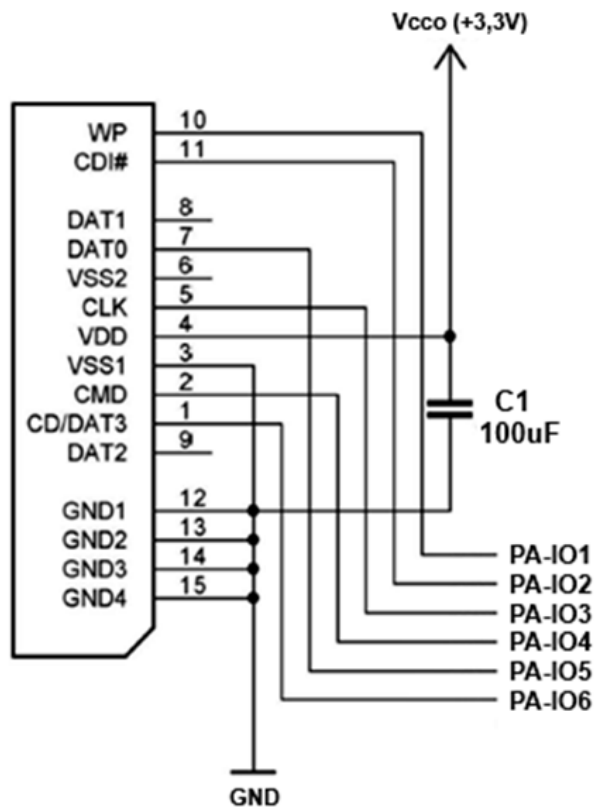 Vcco (+3,3V)
WP 10
CDI# 11
DAT1 8
DAT0 7
VSS2 6
CLK 5
VDD 4
VSS1 3
CMD 2
CD/DAT3 1
DAT2 9
C1
100uF
GND1 12
GND2 13
GND3 14
GND4 15
PA-IO1
PA-IO2
PA-IO3
PA-IO4
PA-IO5
PA-IO6
GND